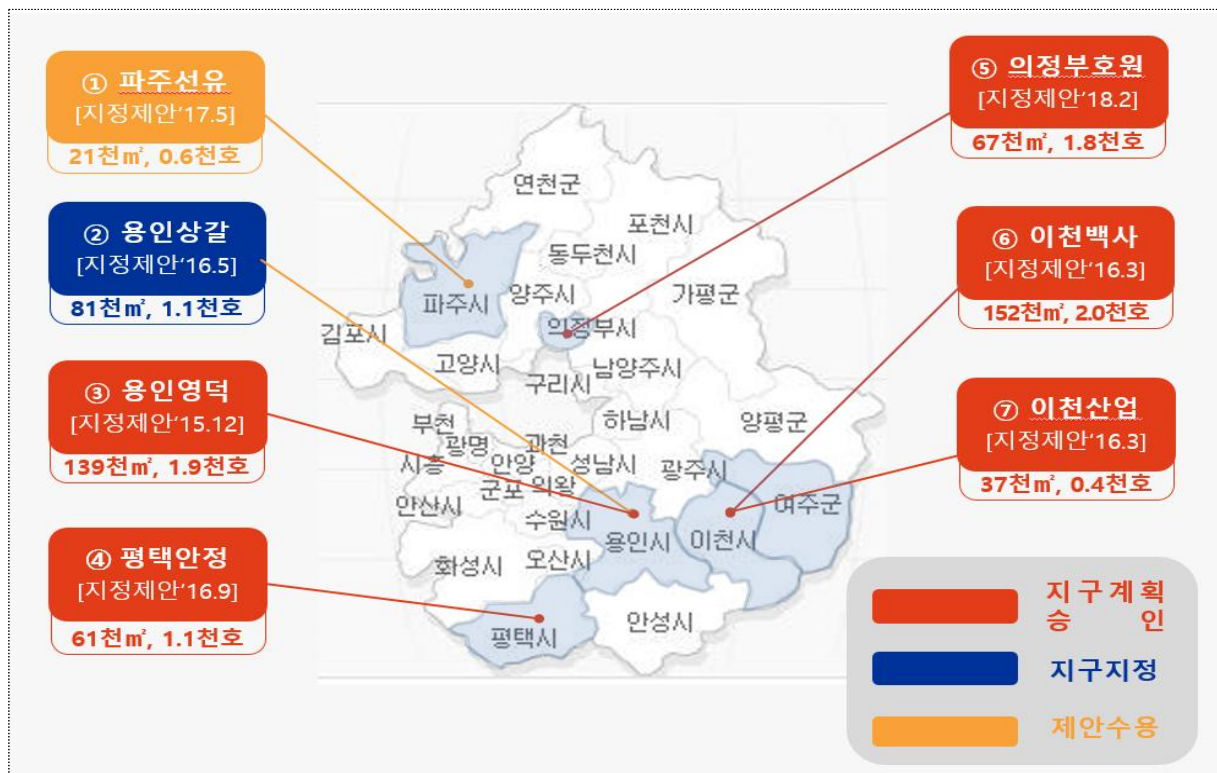 ① 파주선유
[지정제안‘17.5]
21천㎡, 0.6천호
② 용인상갈
[지정제안‘16.5]
81천㎡, 1.1천호
③ 용인영덕
[지정제안‘15.12]
139천㎡, 1.9천호
④ 평택안정
[지정제안‘16.9]
61천㎡, 1.1천호
연천군
포천시
동두천시
파주시
양주시
가평군
김포시
의정부시
고양시
남양주시
구리시
하남시
양평군
부천
광명
과천
시흥
안양
성남시
광주시
군포
의왕
안산시
수원시
용인시
이천시
여주군
화성시
오산시
평택시
안성시
⑤ 의정부호원
[지정제안‘18.2]
67천㎡, 1.8천호
⑥ 이천백사
[지정제안‘16.3]
152천㎡, 2.0천호
⑦ 이천산업
[지정제안‘16.3]
37천㎡, 0.4천호
지구계획
승 인
지구지정
제안수용